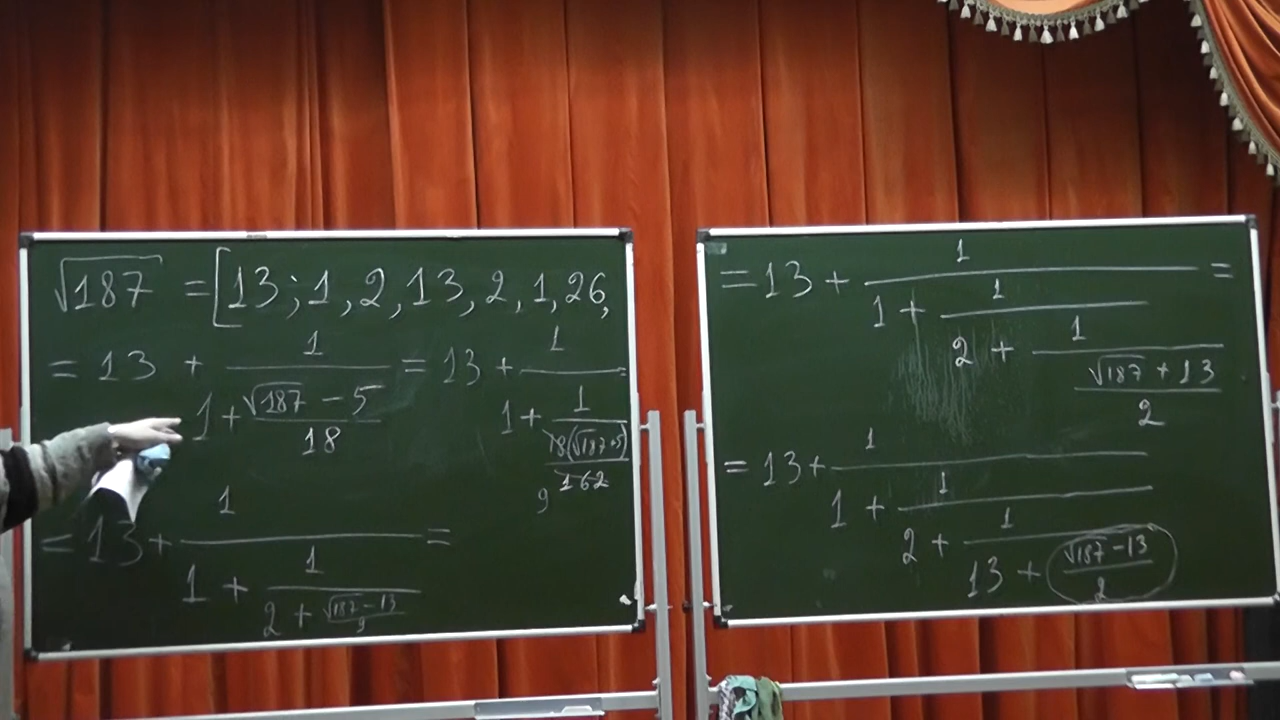 √187 = [13; 1, 2, 13, 2, 1, 26,
= 13 + 1/(1 + (√187 - 5)/18) = 13 + 1/(1 + 1/(18(√187+5)/162))
9
= 13 + 1/(1 + 1/(2 + (√187 - 13)/9)) =
= 13 + 1/(1 + 1/(2 + 1/((√187 + 13)/2))) =
= 13 + 1/(1 + 1/(2 + 1/(13 + (√187 - 13)/2)))